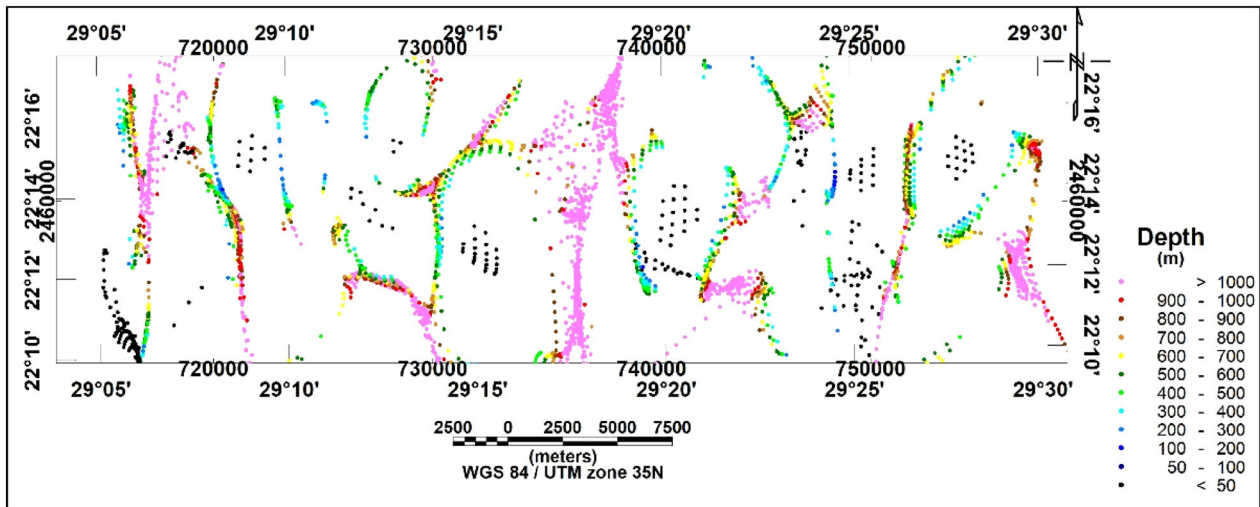 29°05' 29°10' 29°15' 29°20' 29°25' 29°30'
720000 730000 740000 750000
22°16' 22°16'
22°14' 22°14'
2460000 2460000
22°12' 22°12'
22°10' 22°10'
720000 730000 740000 750000
29°05' 29°10' 29°15' 29°20' 29°25' 29°30'
Depth
(m)
> 1000
900 - 1000
800 - 900
700 - 800
600 - 700
500 - 600
400 - 500
300 - 400
200 - 300
100 - 200
50 - 100
< 50
2500 0 2500 5000 7500
(meters)
WGS 84 / UTM zone 35N